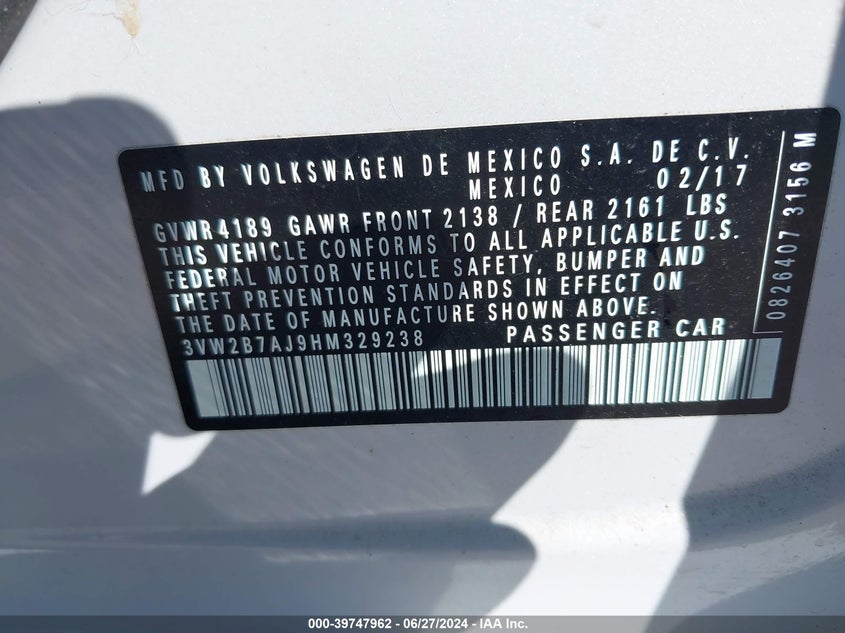 MFD BY VOLKSWAGEN DE MEXICO S.A. DE C.V.
MEXICO 02/17
GVWR4189 GAWR FRONT 2138 / REAR 2161 LBS
THIS VEHICLE CONFORMS TO ALL APPLICABLE U.S.
FEDERAL MOTOR VEHICLE SAFETY, BUMPER AND
THEFT PREVENTION STANDARDS IN EFFECT ON
THE DATE OF MANUFACTURE SHOWN ABOVE.
3VW2B7AJ9HM329238 PASSENGER CAR
0826407 3156 M
000-39747962 - 06/27/2024 - IAA Inc.